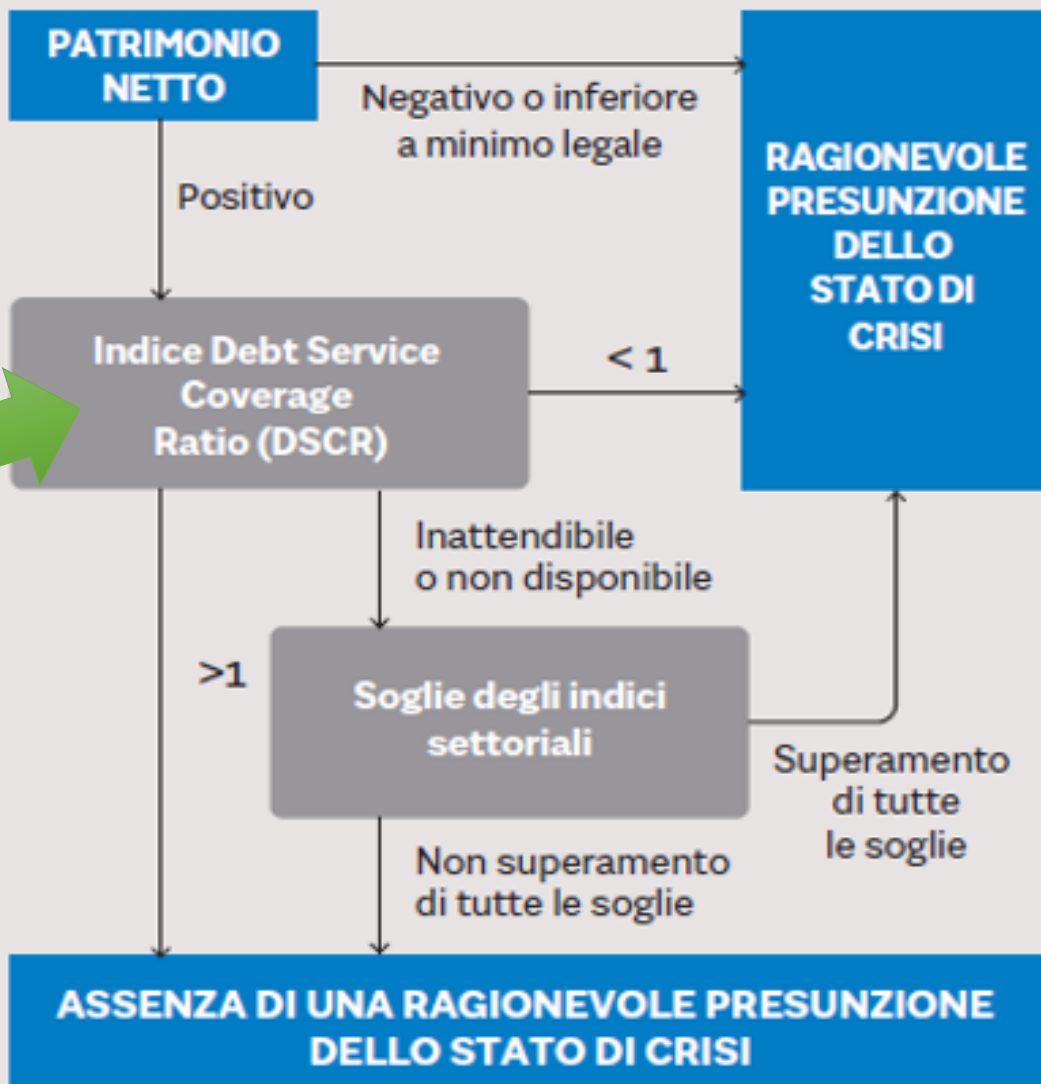 PATRIMONIO
NETTO
Negativo o inferiore
a minimo legale
RAGIONEVOLE
PRESUNZIONE
DELLO
STATO DI
CRISI
Positivo
Indice Debt Service
Coverage
Ratio (DSCR)
< 1
Inattendibile
o non disponibile
>1
Soglie degli indici
settoriali
Superamento
di tutte
le soglie
Non superamento
di tutte le soglie
ASSENZA DI UNA RAGIONEVOLE PRESUNZIONE
DELLO STATO DI CRISI